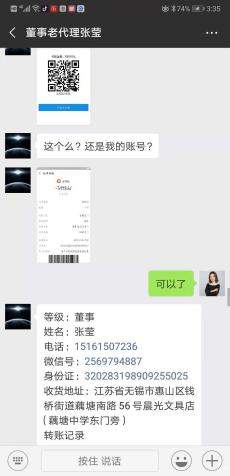 74%
3:35
董事老代理张莹
这个么？还是我的账号？
可以了
等级：董事
姓名：张莹
电话：15161507236
微信号：2569794887
身份证：320283198909255025
收货地址：江苏省无锡市惠山区钱
桥街道藕塘南路56号晨光文具店
(藕塘中学东门旁）
转账记录
按住 说话